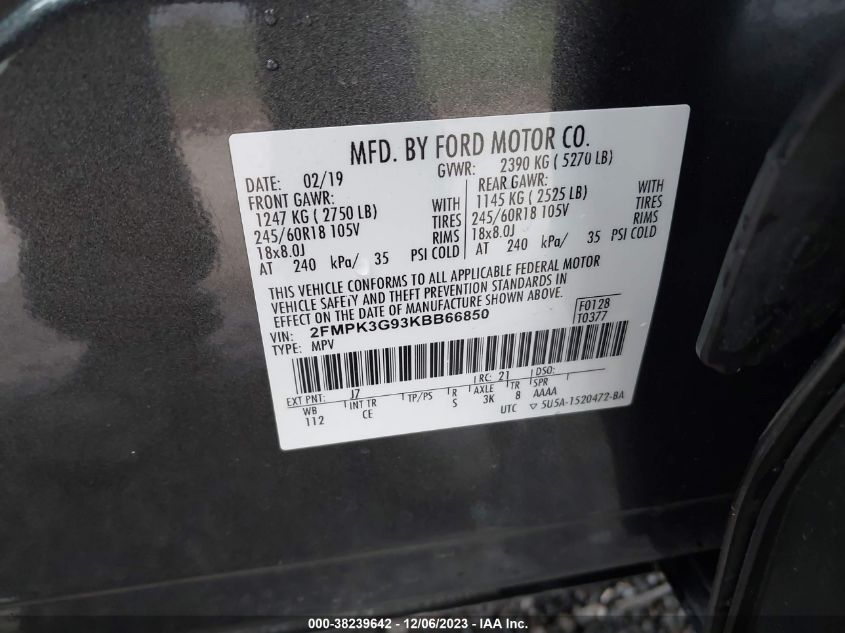 MFD. BY FORD MOTOR CO.
DATE: 02/19 GVWR: 2390 KG ( 5270 LB)
FRONT GAWR: REAR GAWR:
1247 KG ( 2750 LB) WITH 1145 KG ( 2525 LB) WITH
245/60R18 105V TIRES 245/60R18 105V TIRES
18x8.0J RIMS 18x8.0J RIMS
AT 240 kPa/ 35 PSI COLD AT 240 kPa/ 35 PSI COLD
THIS VEHICLE CONFORMS TO ALL APPLICABLE FEDERAL MOTOR
VEHICLE SAFETY AND THEFT PREVENTION STANDARDS IN
EFFECT ON THE DATE OF MANUFACTURE SHOWN ABOVE.
VIN: 2FMPK3G93KBB66850
F0128
T0377
TYPE: MPV
EXT PNT: J7 RC: 21 DSO:
WB INT TR TP/PS R AXLE TR SPR
112 CE S 3K 8 AAAA
UTC ▽ 5U5A-1520472-BA
000-38239642 - 12/06/2023 - © IAA Inc.